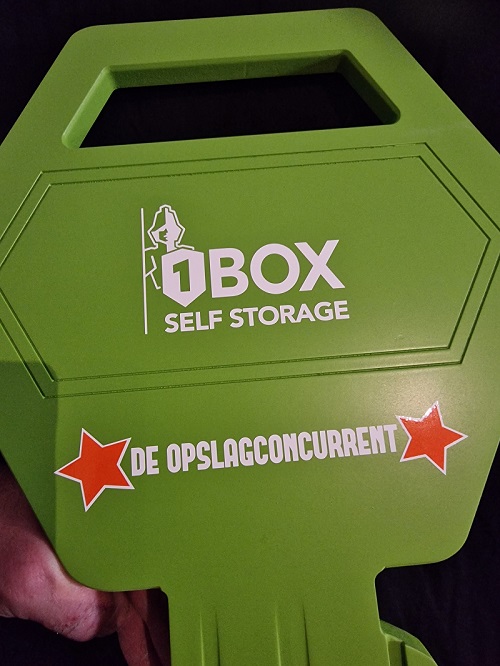 1BOX
SELF STORAGE
DE OPSLAGCONCURRENT